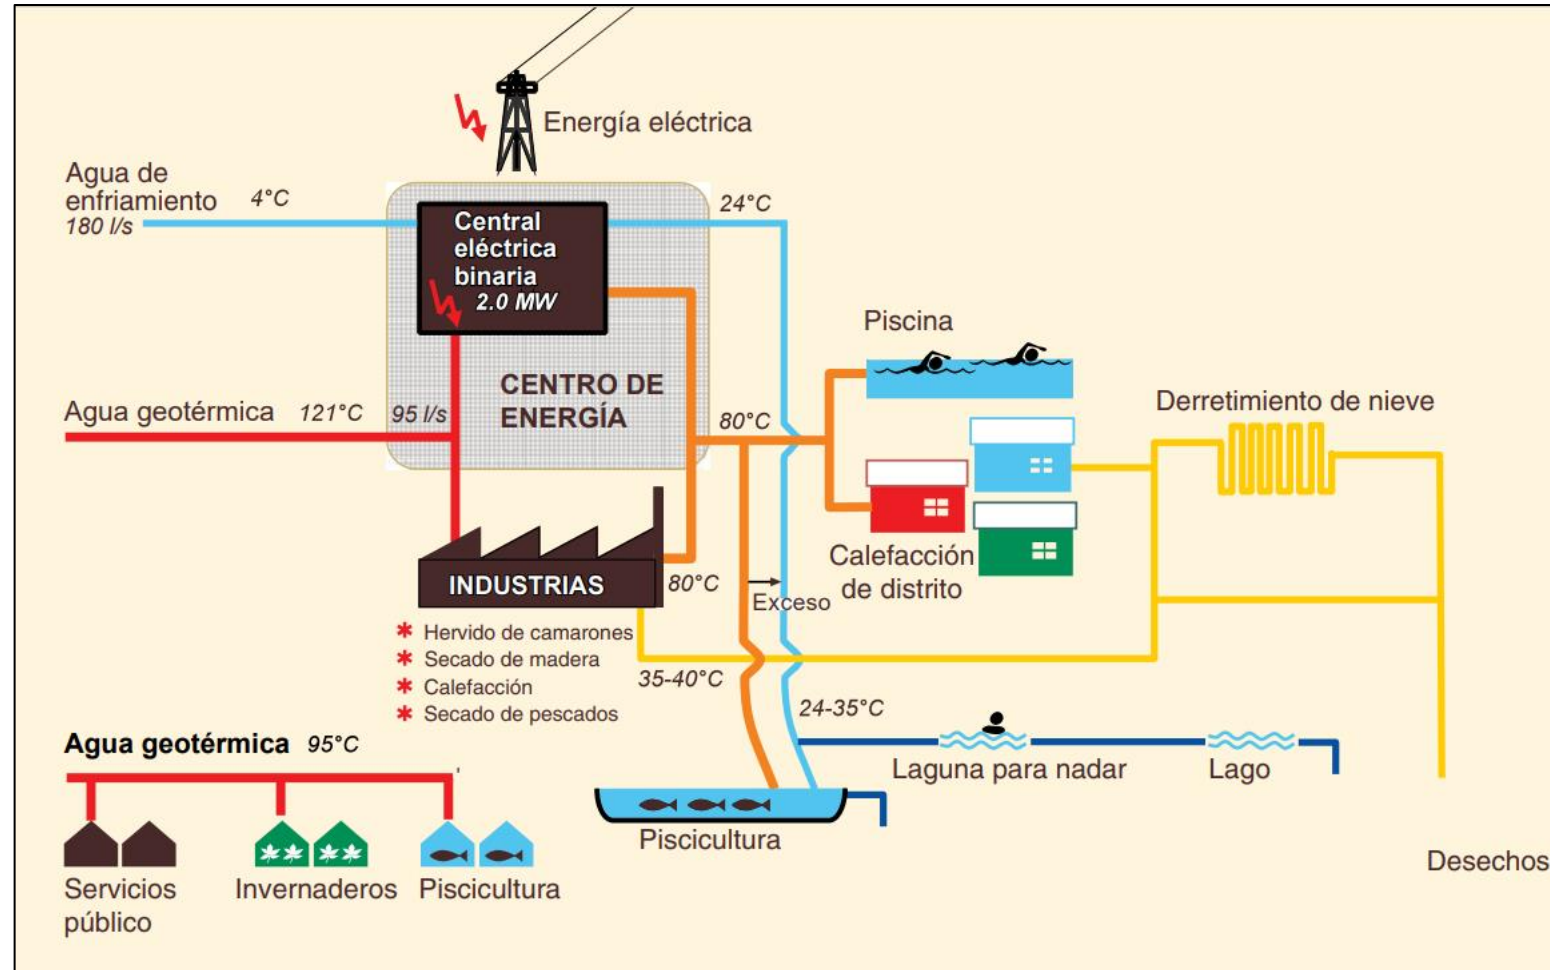 Energía eléctrica
Agua de
enfriamiento
180 l/s
4°C
24°C
Central
eléctrica
binaria
2.0 MW
CENTRO DE
ENERGÍA
Agua geotérmica 121°C 95 l/s
80°C
Piscina
Derretimiento de nieve
Calefacción
de distrito
INDUSTRIAS
80°C
Exceso
* Hervido de camarones
* Secado de madera
* Calefacción
* Secado de pescados
35-40°C
24-35°C
Agua geotérmica 95°C
Laguna para nadar
Lago
Piscicultura
Servicios
público
Invernaderos
Piscicultura
Desechos